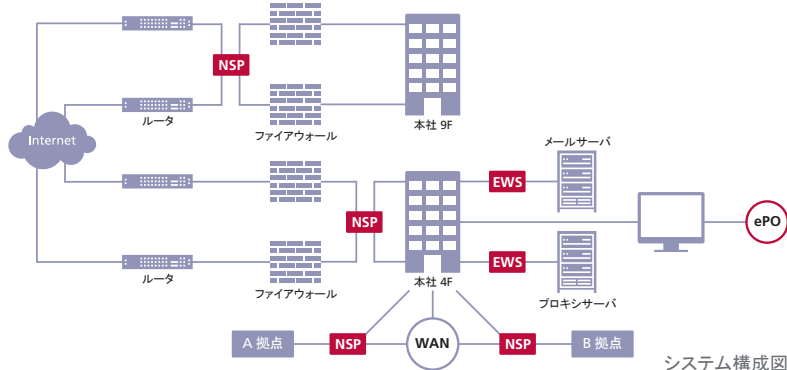 NSP
ルータ
ファイアウォール
本社 9F
Internet
メールサーバ
EWS
NSP
ePO
EWS
ルータ
ファイアウォール
本社 4F
プロキシサーバ
A 拠点
NSP
WAN
NSP
B 拠点
システム構成図